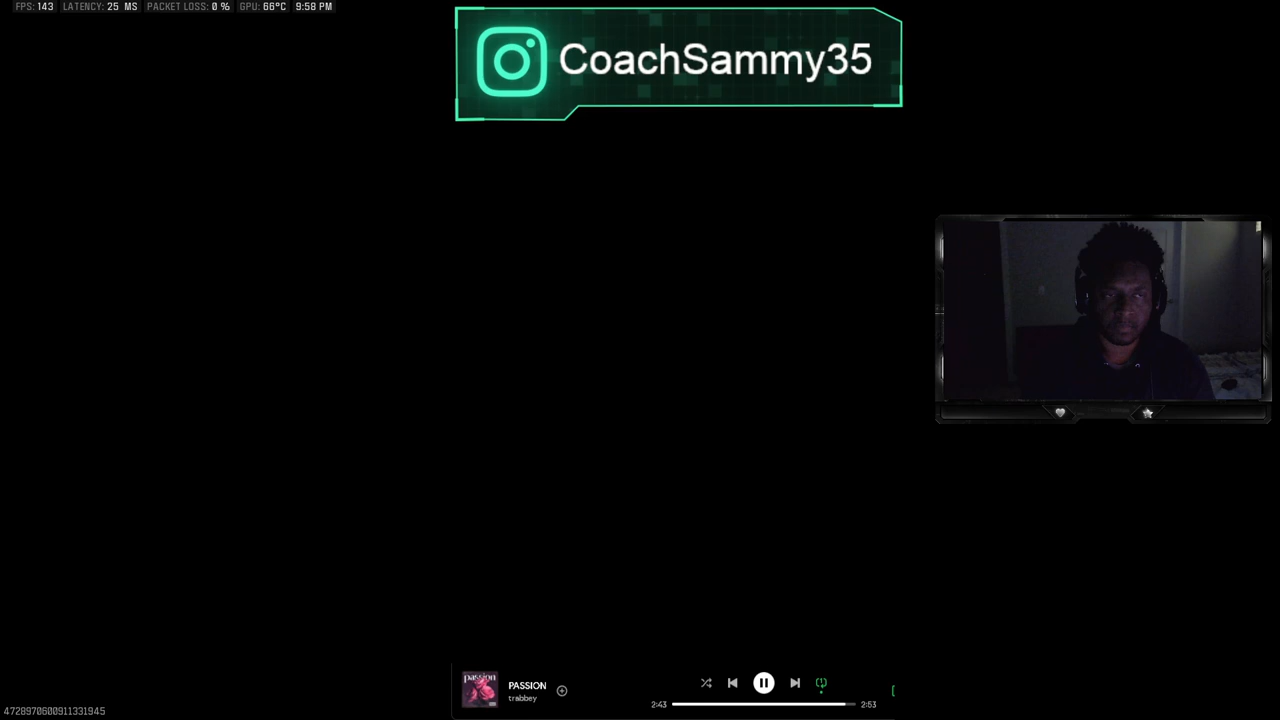 FPS: 143 LATENCY: 25 MS PACKET LOSS: 0 % GPU: 66°C 9:58 PM
CoachSammy35
passion
PASSION
trabbey
2:43
2:53
4728970600911331945